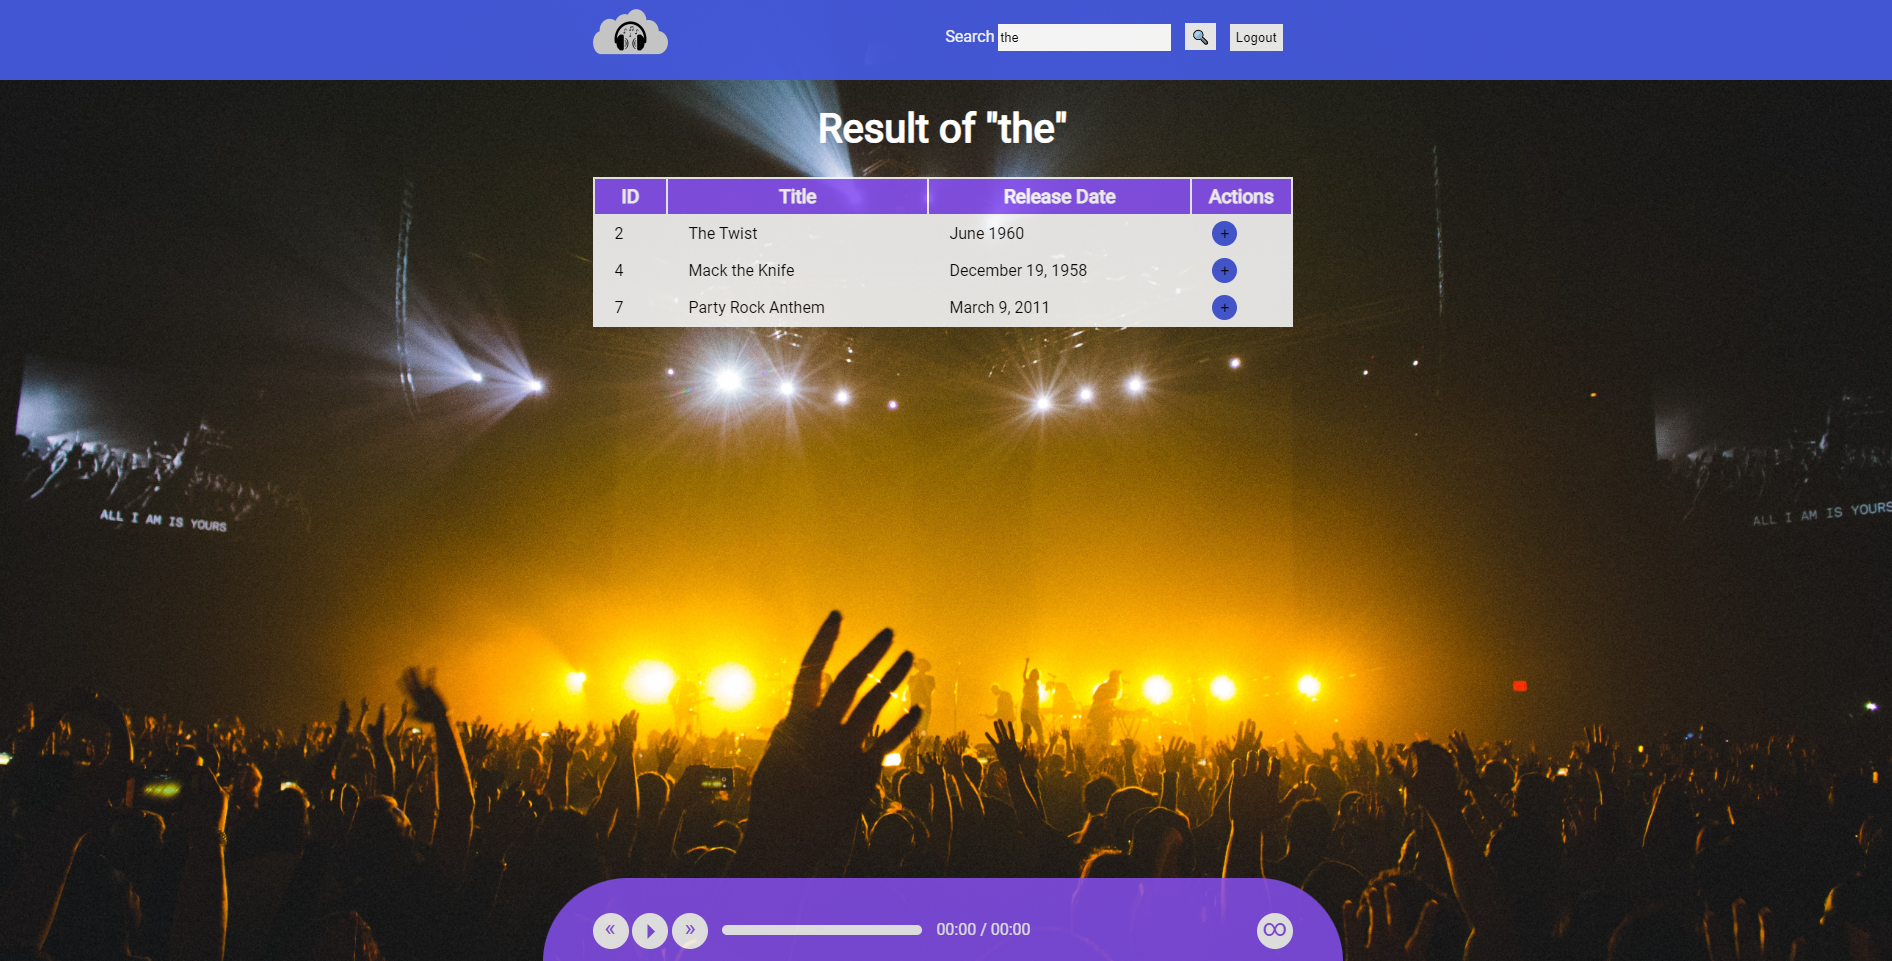 Search the Logout
Result of "the"
ID Title Release Date Actions
2 The Twist June 1960 +
4 Mack the Knife December 19, 1958 +
7 Party Rock Anthem March 9, 2011 +
ALL I AM IS YOURS
ALL I AM IS YOURS
« » 00:00 / 00:00 ∞